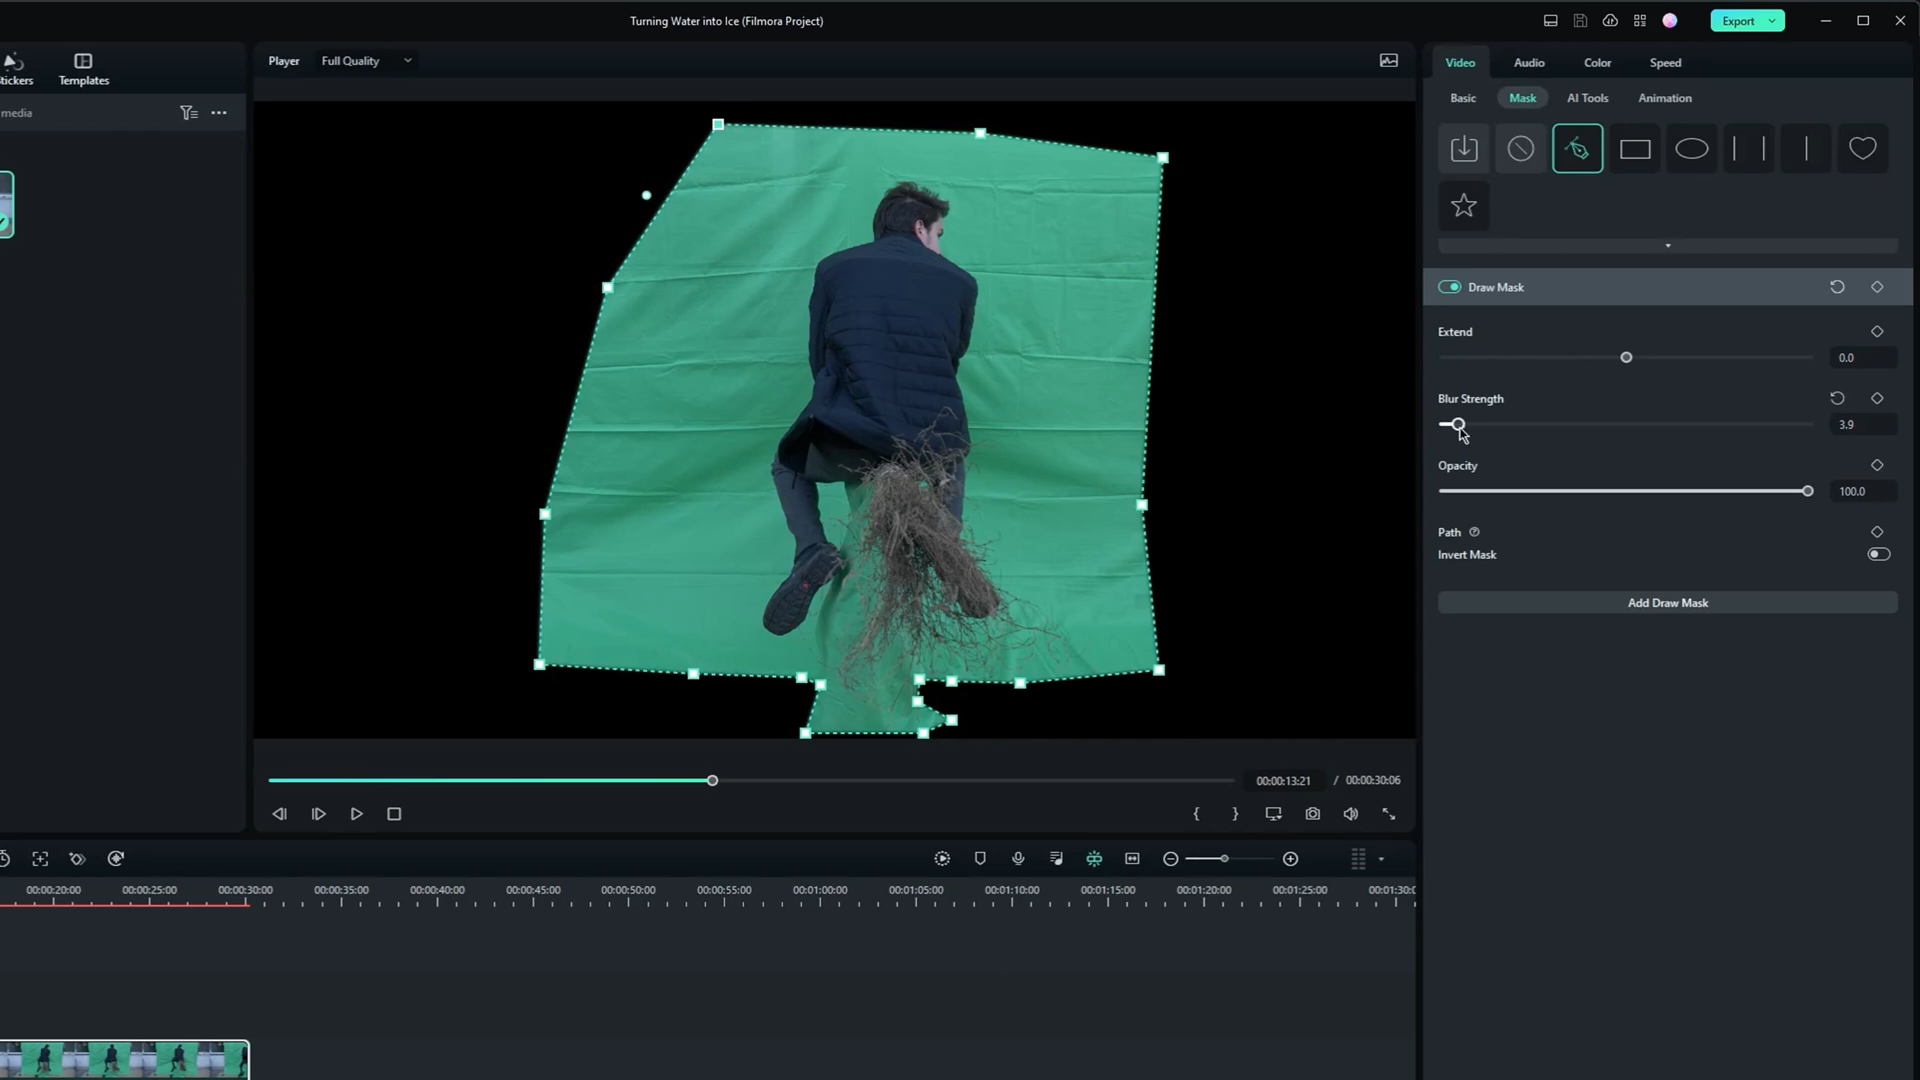 Turning Water into Ice (Filmora Project)
Export
tickers
Templates
Player
Full Quality
Video
Audio
Color
Speed
media
Basic
Mask
AI Tools
Animation
Draw Mask
Extend
0.0
Blur Strength
3.9
Opacity
100.0
Path
Invert Mask
Add Draw Mask
00:00:13:21
/
00:00:30:06
00:00:20:00
00:00:25:00
00:00:30:00
00:00:35:00
00:00:40:00
00:00:45:00
00:00:50:00
00:00:55:00
00:01:00:00
00:01:05:00
00:01:10:00
00:01:15:00
00:01:20:00
00:01:25:00
00:01:30:0